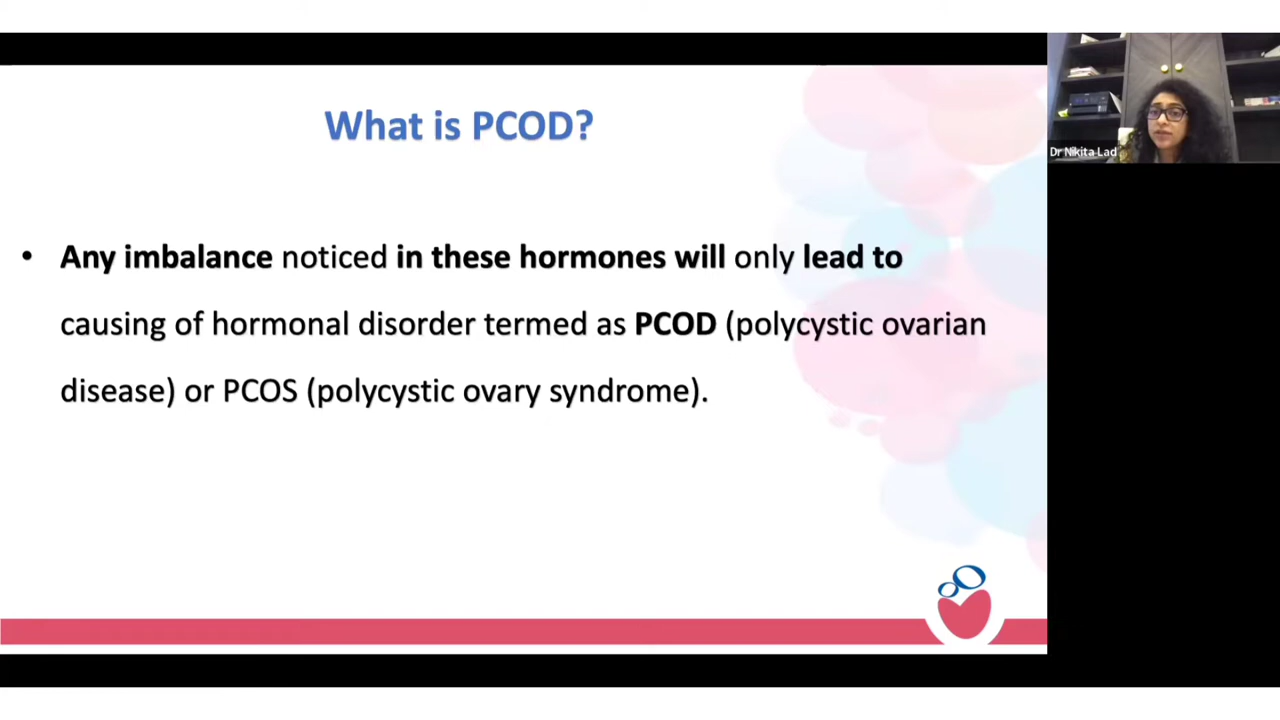 What is PCOD?
• Any imbalance noticed in these hormones will only lead to
causing of hormonal disorder termed as PCOD (polycystic ovarian
disease) or PCOS (polycystic ovary syndrome).
Dr Nikita Lad